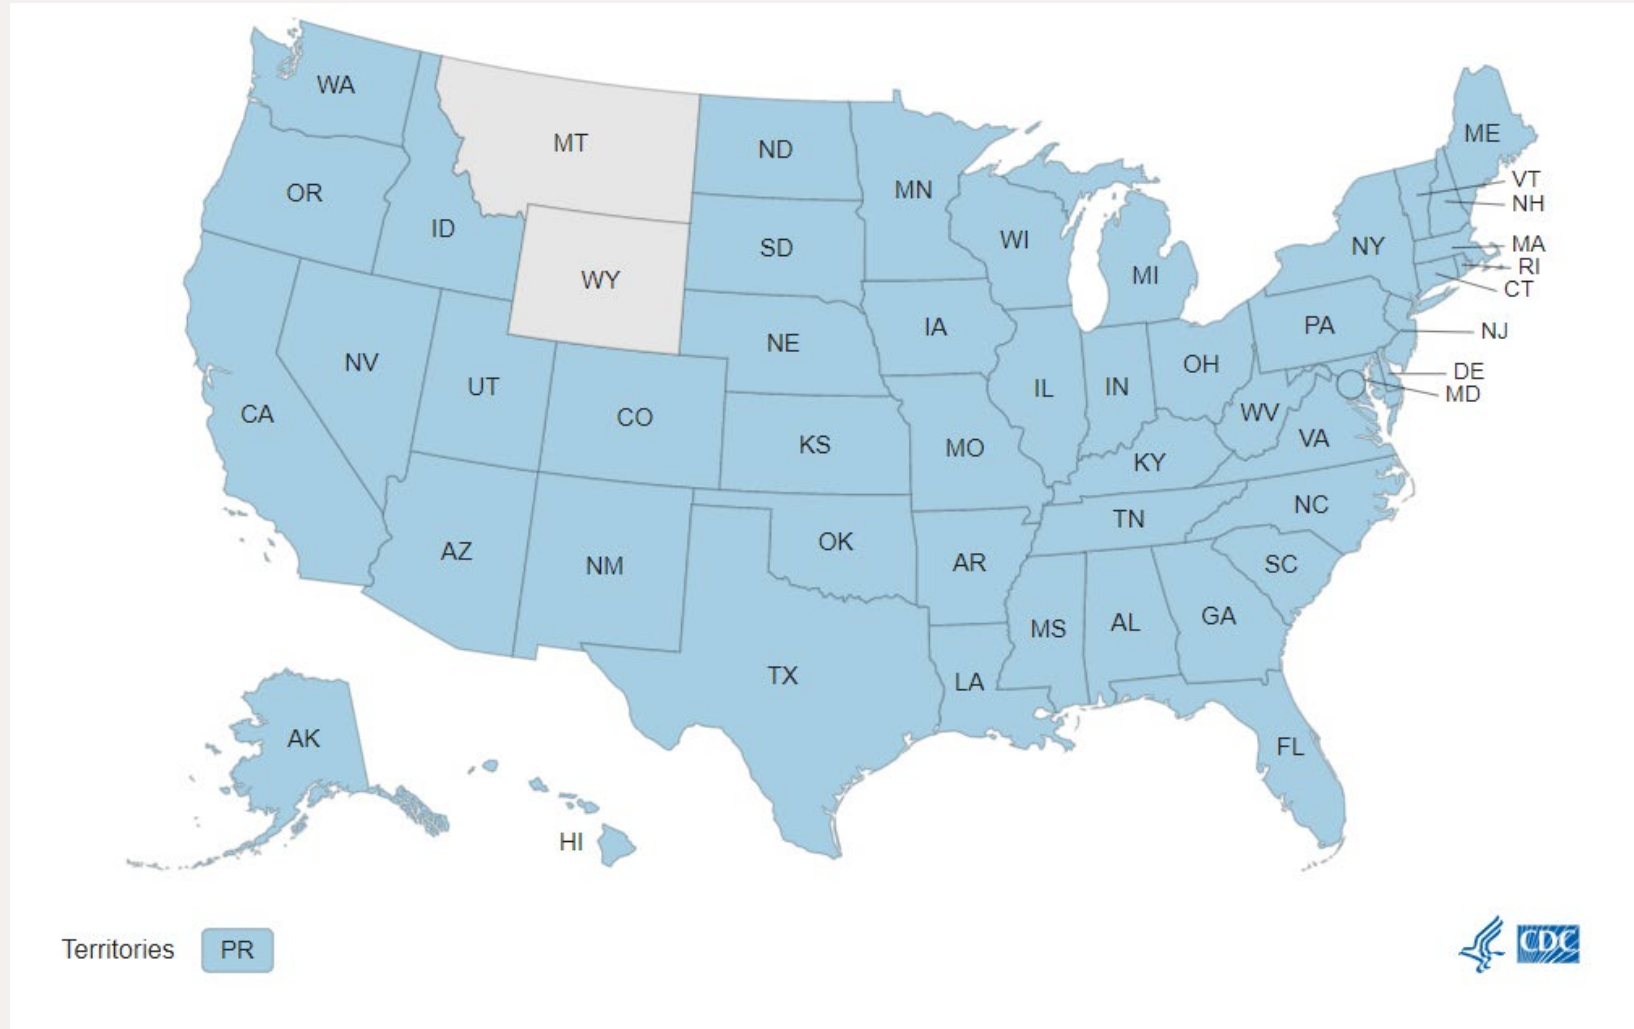 WA
MT
ND
MN
ME
OR
ID
SD
WI
VT
NH
WY
MI
NY
MA
RI
CT
IA
NE
PA
NJ
NV
UT
CO
IL
IN
OH
DE
MD
CA
KS
MO
WV
VA
KY
AZ
NM
OK
AR
TN
NC
SC
MS
AL
GA
TX
LA
AK
FL
HI
Territories PR
CDC